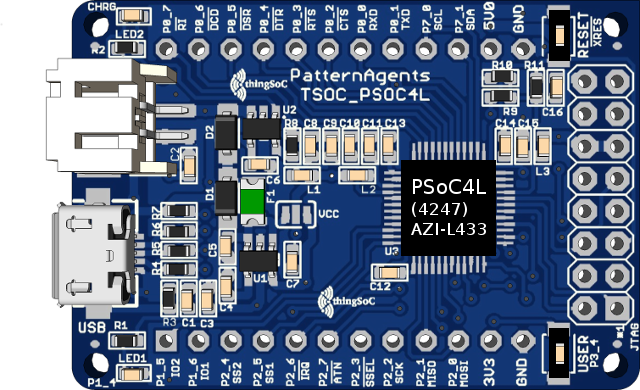 CHRG
LED2
R2
P0_7
RI
P0_6
DCD
P0_5
DSR
P0_4
DTR
P0_3
RTS
P0_2
CTS
P0_0
RXD
P0_1
TXD
P7_0
SCL
P7_1
SDA
5V0
GND
RESET
XRES
thingSoC
PatternAgents
TSOC_PSOC4L
R10
R11
R9
C16
D2
U2
R8
C8
C9
C10
C11
C13
C14
C15
L3
C2
C6
L1
L2
D1
F1
PSoC4L
(4247)
AZI-L433
VCC
R7
R6
R5
R4
C5
U1
C7
U3
C12
thingSoC
C4
R3
C1
C3
USB
R1
LED1
P1_4
P1_5
IO2
P1_6
IO1
P2_4
SS2
P2_5
SS1
P2_6
IRQ
P2_7
ATN
P2_3
SSEL
P2_2
SCK
P2_1
MISO
P2_0
MOSI
3V3
GND
USER
P3_4
JTAG